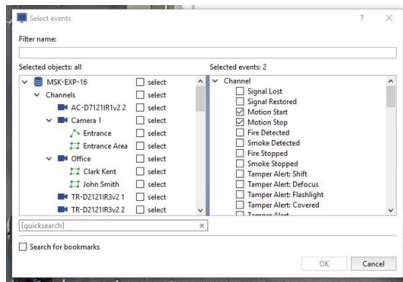 Select events
?
Filter name:
Selected objects: all
MSK-EXP-16 select
Channels select
AC-D7121IR1v2 2 select
Camera 1 select
Entrance select
Entrance Area select
Office select
Clark Kent select
John Smith select
TR-D2121IR3v2 1 select
TR-D2121IR3v2 2 select
[quicksearch]
Selected events: 2
Channel
Signal Lost
Signal Restored
Motion Start
Motion Stop
Fire Detected
Smoke Detected
Fire Stopped
Smoke Stopped
Tamper Alert: Shift
Tamper Alert: Defocus
Tamper Alert: Flashlight
Tamper Alert: Covered
Tamper Alert
Search for bookmarks
OK Cancel